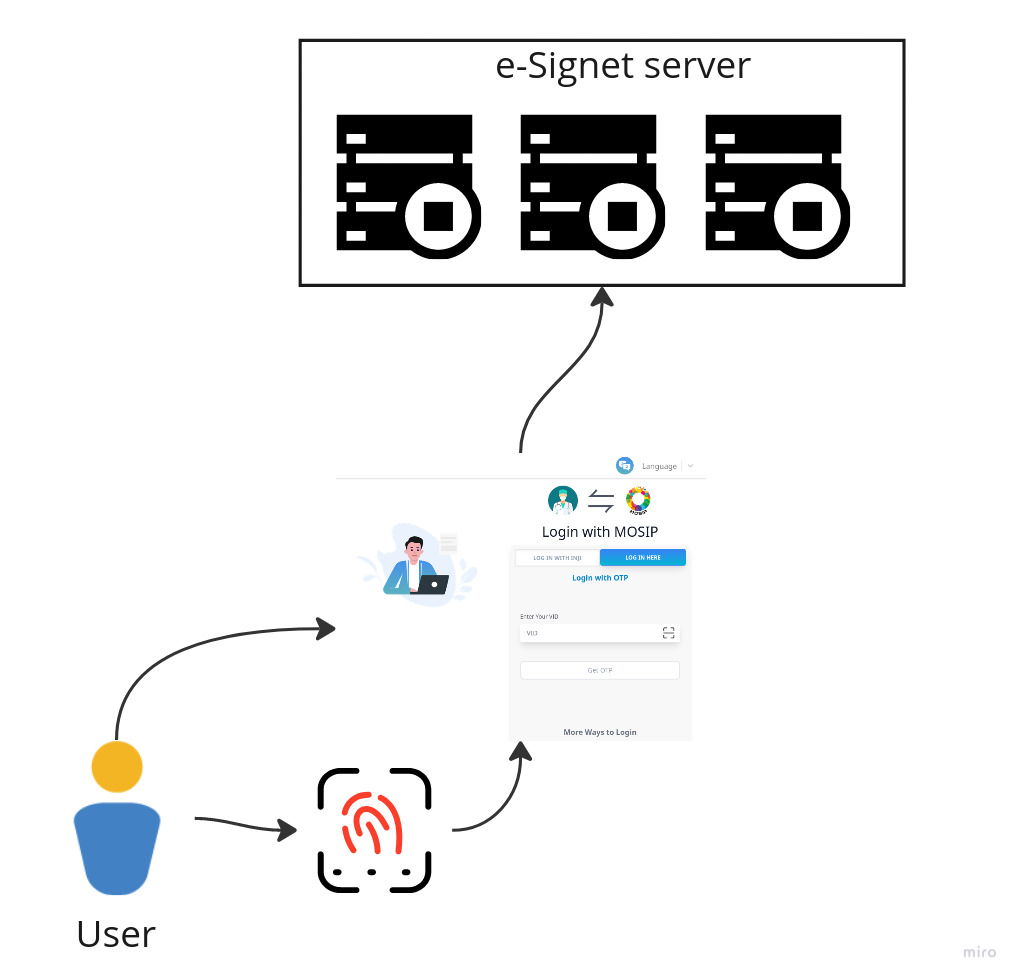 e-Signet server
Language
Login with MOSIP
LOG IN WITH INJI
LOG IN HERE
Login with OTP
Enter Your VID
VID
Get OTP
More Ways to Login
User
miro